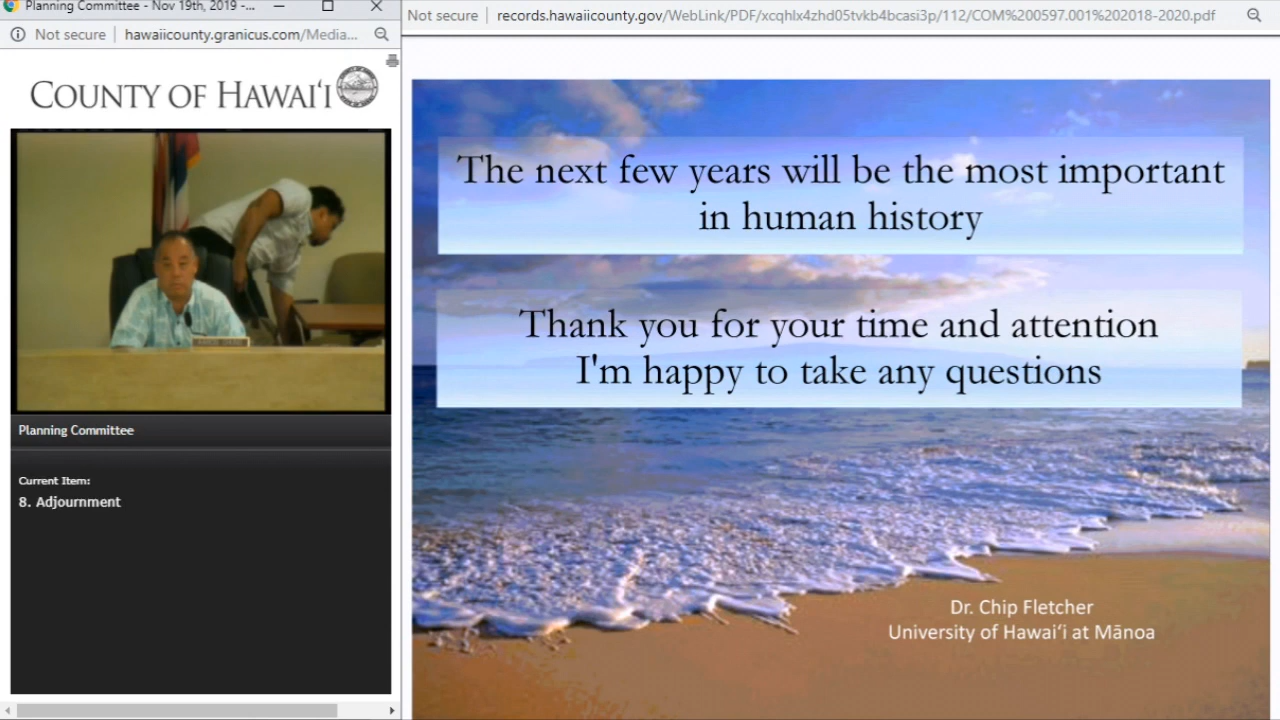 Planning Committee - Nov 19th, 2019 -...
Not secure
hawaiicounty.granicus.com/Media...
COUNTY OF HAWAIʻI
Planning Committee
Current Item:
8. Adjournment
Not secure
records.hawaiicounty.gov/WebLink/PDF/xcqhlx4zhd05tvkb4bcasi3p/112/COM%200597.001%202018-2020.pdf
The next few years will be the most important
in human history
Thank you for your time and attention
I'm happy to take any questions
Dr. Chip Fletcher
University of Hawaiʻi at Mānoa